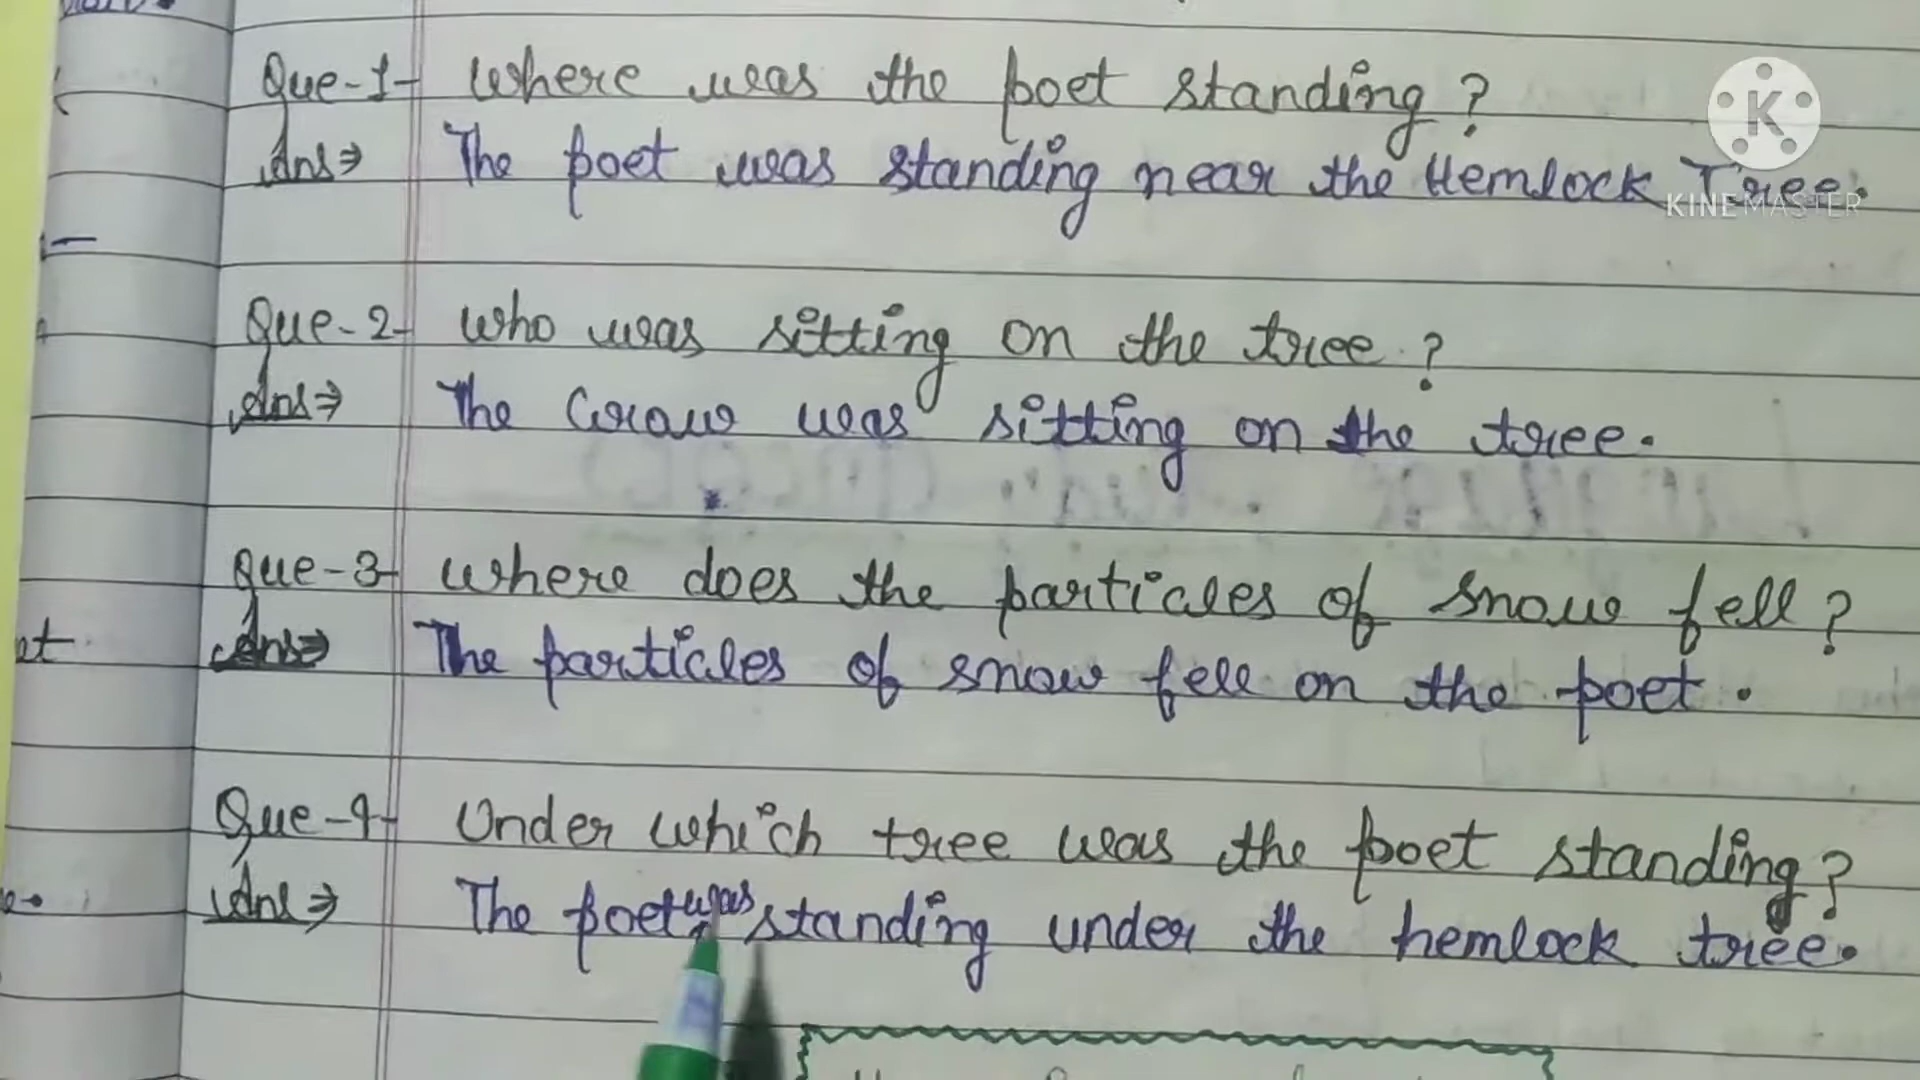 Que-1- Where was the poet standing?
Ans⇒ The poet was standing near the Hemlock Tree.
Que-2- Who was sitting on the tree?
Ans⇒ The Craw was sitting on the tree.
Que-3- Where does the particles of snow fell?
Ans⇒ The particles of snow fell on the poet.
Que-4- Under which tree was the poet standing?
Ans⇒ The poet was standing under the hemlock tree.
K
KINEMASTER